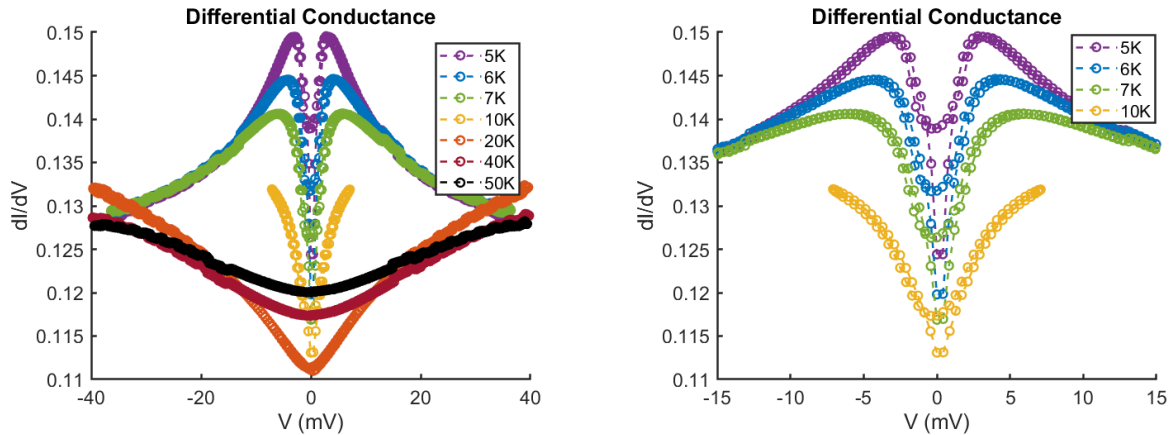 Differential Conductance
0.15
0.145
0.14
0.135
0.13
0.125
0.12
0.115
0.11
dI/dV
-40
-20
0
20
40
V (mV)
5K
6K
7K
10K
20K
40K
50K
Differential Conductance
0.15
0.145
0.14
0.135
0.13
0.125
0.12
0.115
0.11
dI/dV
-15
-10
-5
0
5
10
15
V (mV)
5K
6K
7K
10K